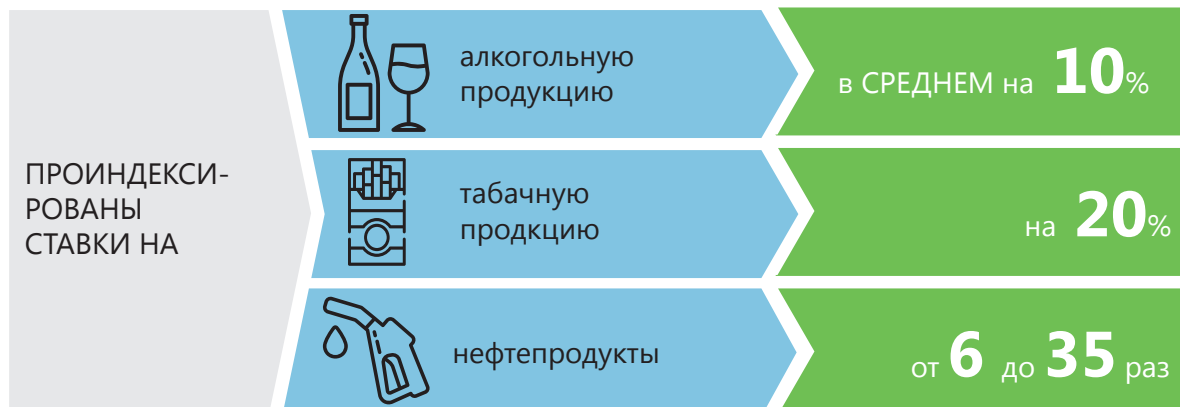 ПРОИНДЕКСИ-
РОВАНЫ
СТАВКИ НА
алкогольную
продукцию
в СРЕДНЕМ на 10%
табачную
продкцию
на 20%
нефтепродукты
от 6 до 35 раз